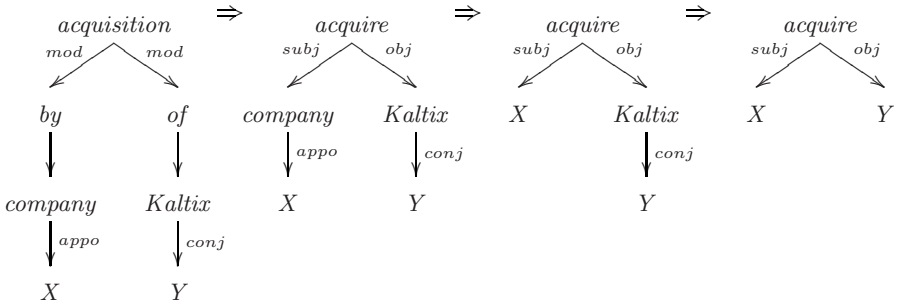 ⇒ ⇒ ⇒
acquisition acquire acquire acquire
mod mod subj obj subj obj subj obj
by of company Kaltix X Kaltix X Y
appo conj conj
company Kaltix X Y Y
appo conj
X Y